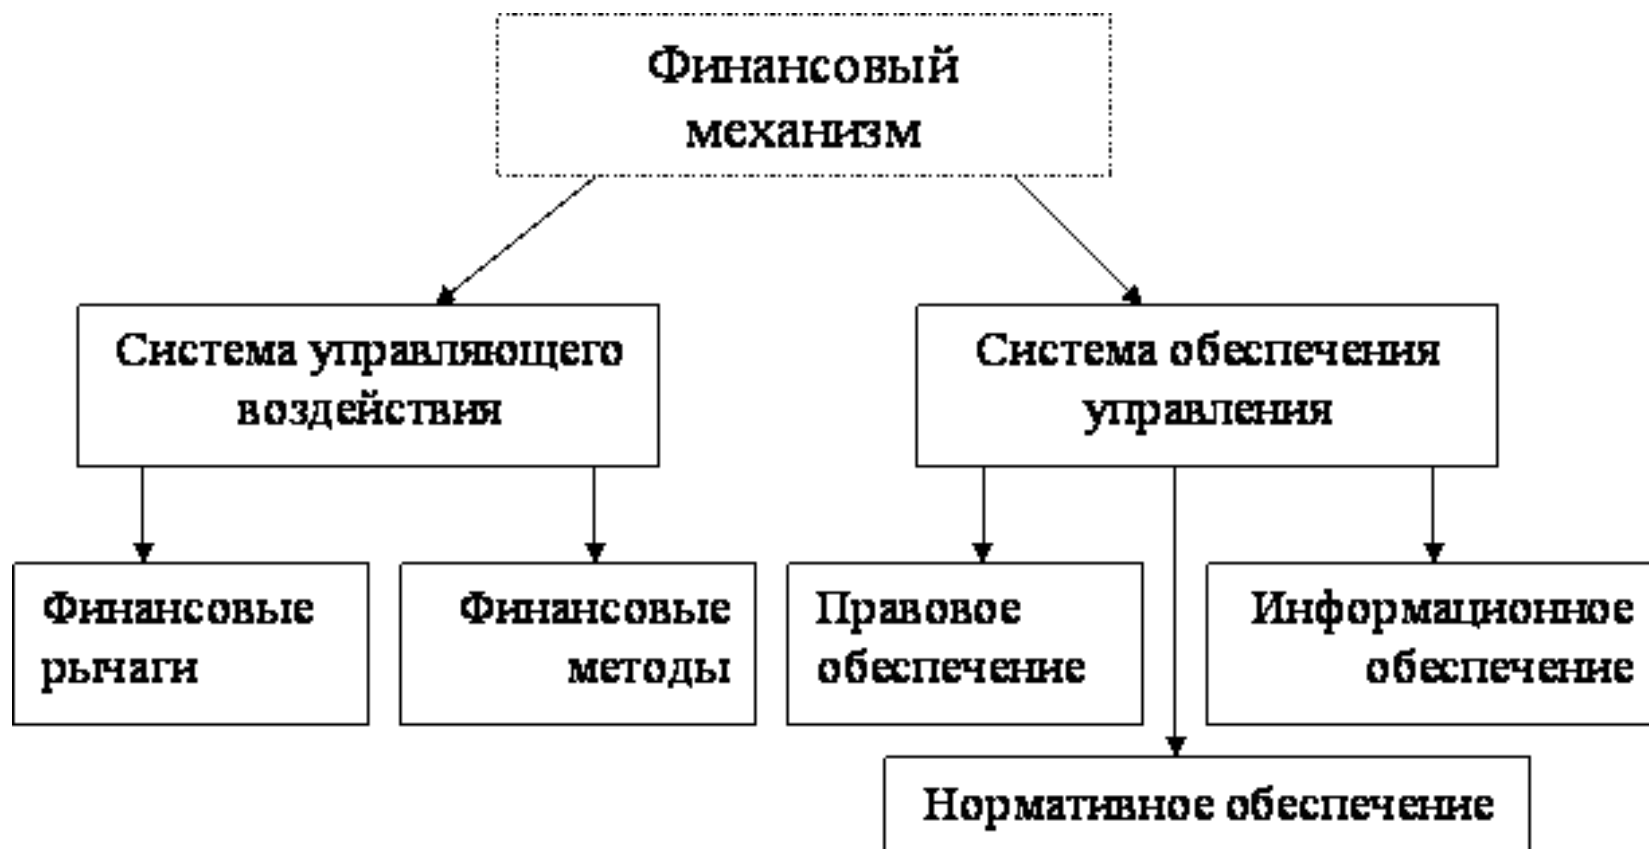 Финансовый
механизм
Система управляющего
воздействия
Система обеспечения
управления
Финансовые
рычаги
Финансовые
методы
Правовое
обеспечение
Информационное
обеспечение
Нормативное обеспечение